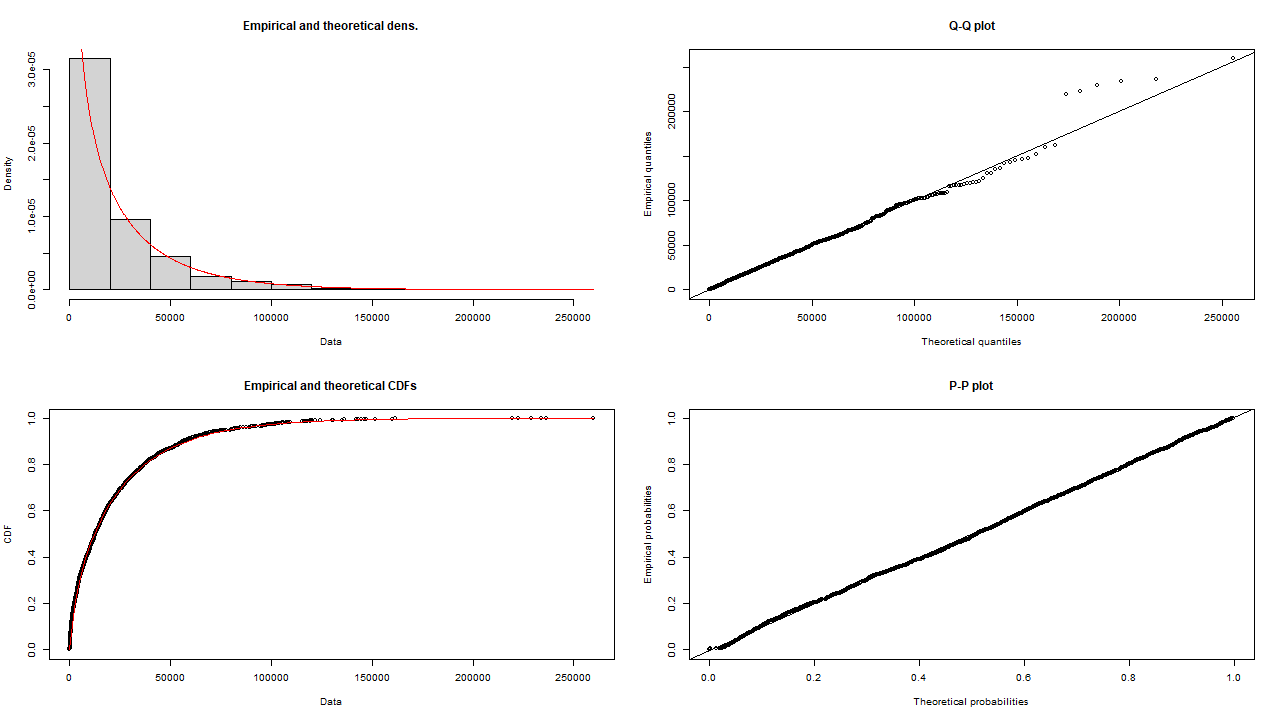 Empirical and theoretical dens.
Density
0.0e+00 1.0e-05 2.0e-05 3.0e-05
0 50000 100000 150000 200000 250000
Data
Q-Q plot
Empirical quantiles
0 50000 100000 200000
0 50000 100000 150000 200000 250000
Theoretical quantiles
Empirical and theoretical CDFs
CDF
0.0 0.2 0.4 0.6 0.8 1.0
0 50000 100000 150000 200000 250000
Data
P-P plot
Empirical probabilities
0.0 0.2 0.4 0.6 0.8 1.0
0.0 0.2 0.4 0.6 0.8 1.0
Theoretical probabilities